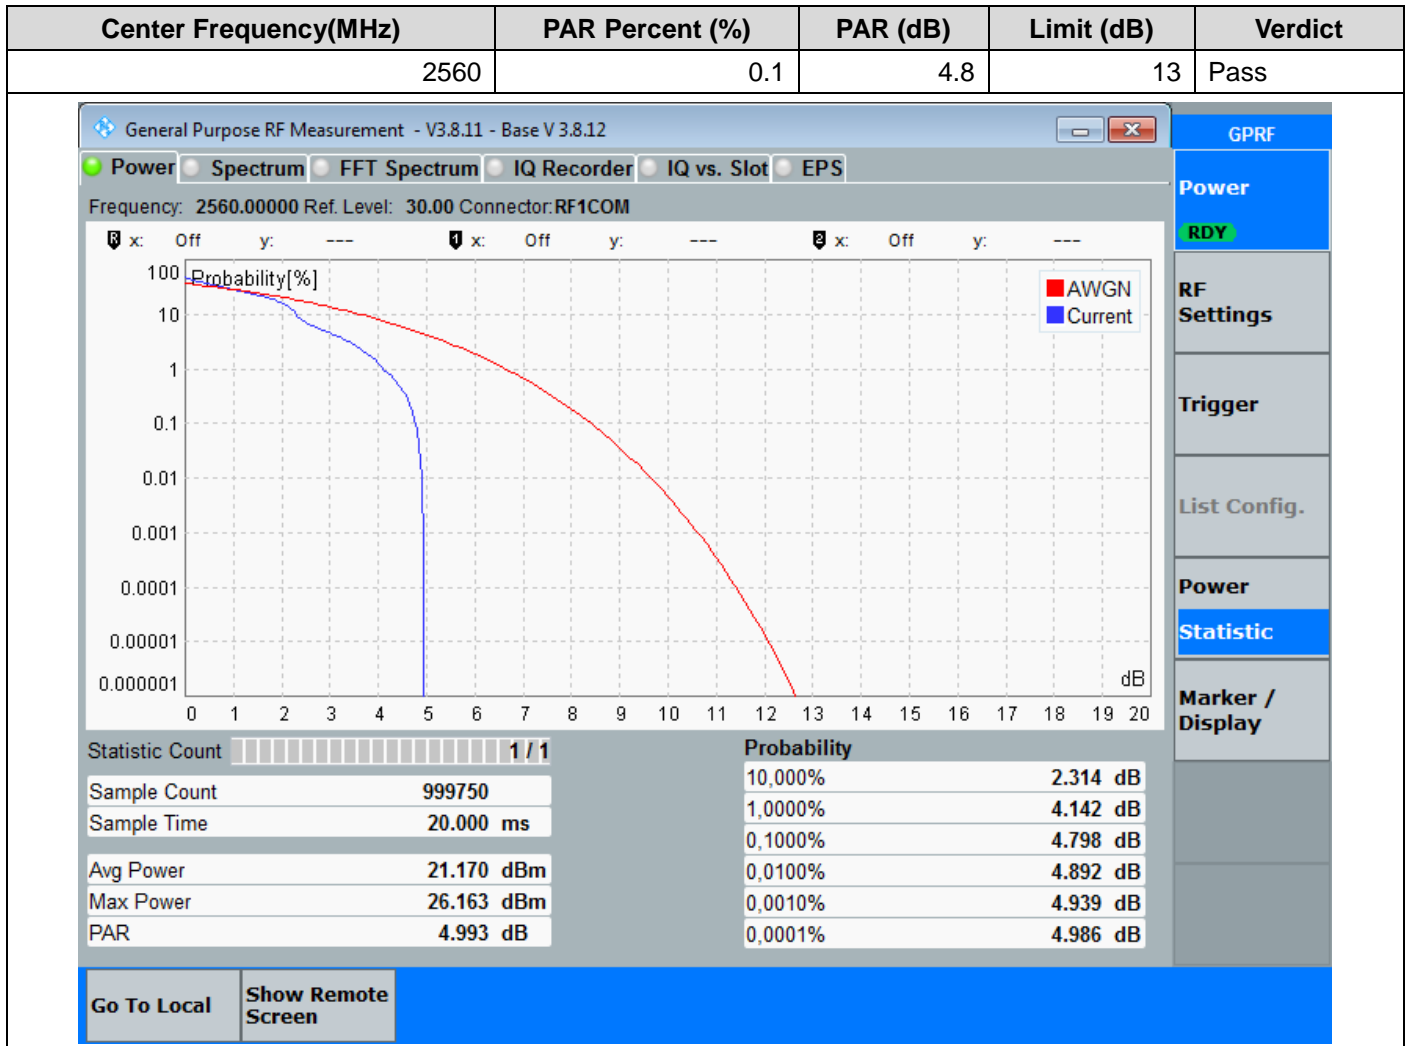 Center Frequency(MHz) PAR Percent (%) PAR (dB) Limit (dB) Verdict
2560 0.1 4.8 13 Pass
General Purpose RF Measurement - V3.8.11 - Base V 3.8.12
GPRF
Power Spectrum FFT Spectrum IQ Recorder IQ vs. Slot EPS
Power
RDY
Frequency: 2560.00000 Ref. Level: 30.00 Connector: RF1COM
R x: Off y: --- 1 x: Off y: --- 2 x: Off y: ---
Probability[%]
100
10
1
0.1
0.01
0.001
0.0001
0.00001
0.000001
AWGN
Current
dB
0 1 2 3 4 5 6 7 8 9 10 11 12 13 14 15 16 17 18 19 20
RF
Settings
Trigger
List Config.
Power
Statistic
Marker /
Display
Statistic Count 1 / 1
Sample Count 999750
Sample Time 20.000 ms
Avg Power 21.170 dBm
Max Power 26.163 dBm
PAR 4.993 dB
Probability
10,000% 2.314 dB
1,0000% 4.142 dB
0,1000% 4.798 dB
0,0100% 4.892 dB
0,0010% 4.939 dB
0,0001% 4.986 dB
Go To Local
Show Remote
Screen